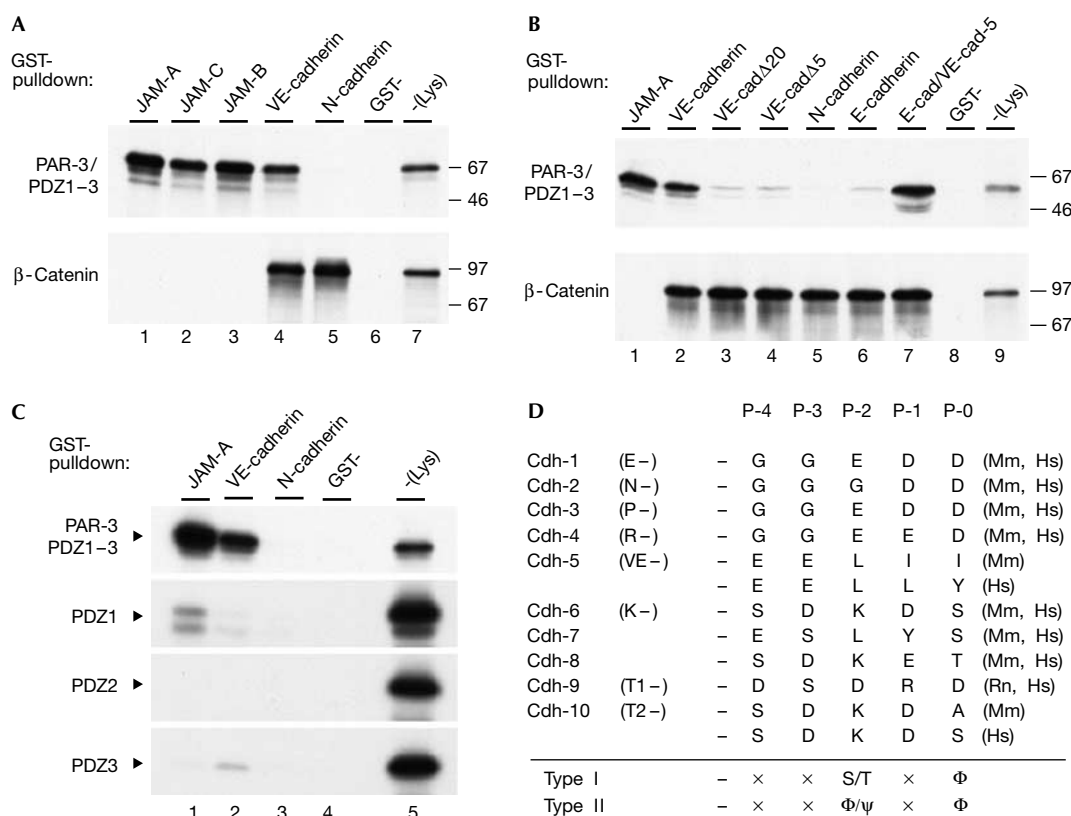 A
GST-
pulldown:
JAM-A
JAM-C
JAM-B
VE-cadherin
N-cadherin
GST-
-(Lys)
PAR-3/
PDZ1–3
– 67
– 46
β-Catenin
– 97
– 67
1 2 3 4 5 6 7
B
GST-
pulldown:
JAM-A
VE-cadherin
VE-cadΔ20
VE-cadΔ5
N-cadherin
E-cadherin
E-cad/VE-cad-5
GST-
-(Lys)
PAR-3/
PDZ1–3
– 67
– 46
β-Catenin
– 97
– 67
1 2 3 4 5 6 7 8 9
C
GST-
pulldown:
JAM-A
VE-cadherin
N-cadherin
GST-
-(Lys)
PAR-3
PDZ1–3
PDZ1
PDZ2
PDZ3
1 2 3 4 5
D
P-4 P-3 P-2 P-1 P-0
Cdh-1 (E–) – G G E D D (Mm, Hs)
Cdh-2 (N–) – G G G D D (Mm, Hs)
Cdh-3 (P–) – G G E D D (Mm, Hs)
Cdh-4 (R–) – G G E E D (Mm, Hs)
Cdh-5 (VE–) – E E L I I (Mm)
– E E L L Y (Hs)
Cdh-6 (K–) – S D K D S (Mm, Hs)
Cdh-7 – E S L Y S (Mm, Hs)
Cdh-8 – S D K E T (Mm, Hs)
Cdh-9 (T1–) – D S D R D (Rn, Hs)
Cdh-10 (T2–) – S D K D A (Mm)
– S D K D S (Hs)
Type I – × × S/T × Φ
Type II – × × Φ/ψ × Φ